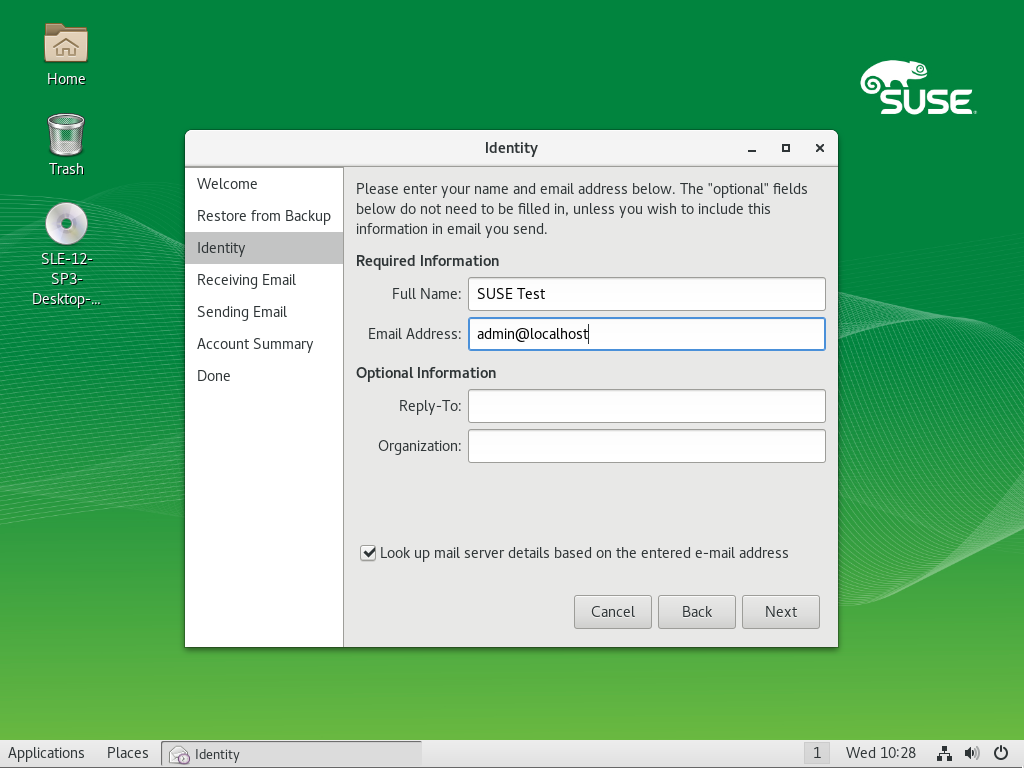 Home
Trash
SLE-12-
SP3-
Desktop-...
SUSE
Identity
Welcome
Restore from Backup
Identity
Receiving Email
Sending Email
Account Summary
Done
Please enter your name and email address below. The "optional" fields
below do not need to be filled in, unless you wish to include this
information in email you send.
Required Information
Full Name: SUSE Test
Email Address: admin@localhost
Optional Information
Reply-To:
Organization:
Look up mail server details based on the entered e-mail address
Cancel Back Next
Applications Places Identity 1 Wed 10:28